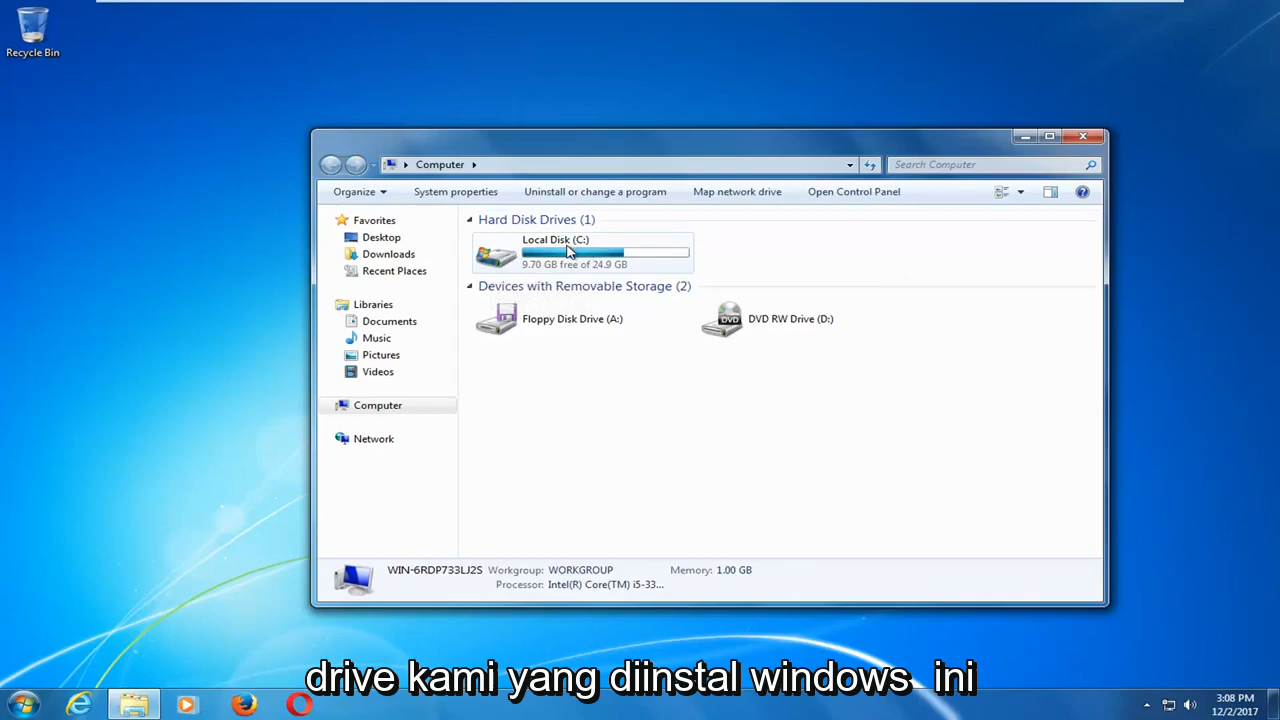 Recycle Bin
Computer
Search Computer
Organize System properties Uninstall or change a program Map network drive Open Control Panel
Favorites
Desktop
Downloads
Recent Places
Libraries
Documents
Music
Pictures
Videos
Computer
Network
Hard Disk Drives (1)
Local Disk (C:)
9.70 GB free of 24.9 GB
Devices with Removable Storage (2)
Floppy Disk Drive (A:)
DVD
DVD RW Drive (D:)
WIN-6RDP733LJ2S Workgroup: WORKGROUP Memory: 1.00 GB
Processor: Intel(R) Core(TM) i5-33...
drive kami yang diinstal windows ini
3:08 PM
12/2/2017